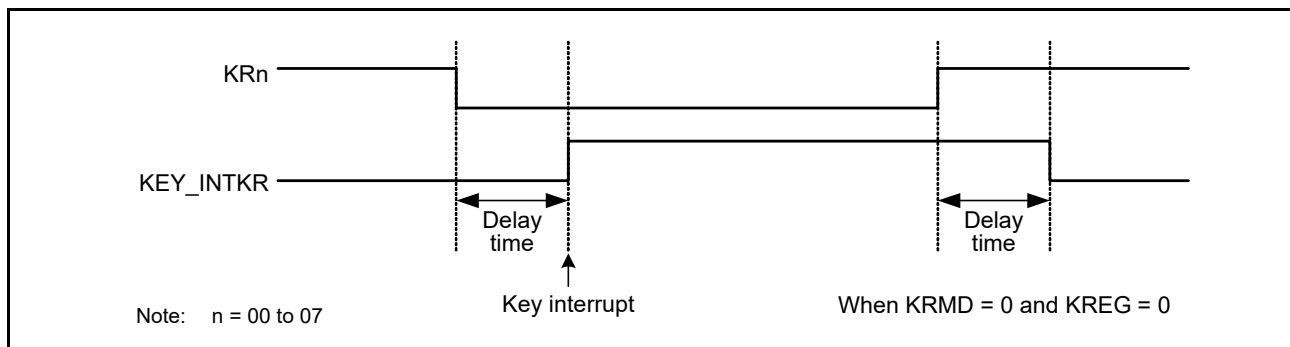 KRn
KEY_INTKR
Delay
time
Delay
time
Key interrupt
When KRMD = 0 and KREG = 0
Note: n = 00 to 07